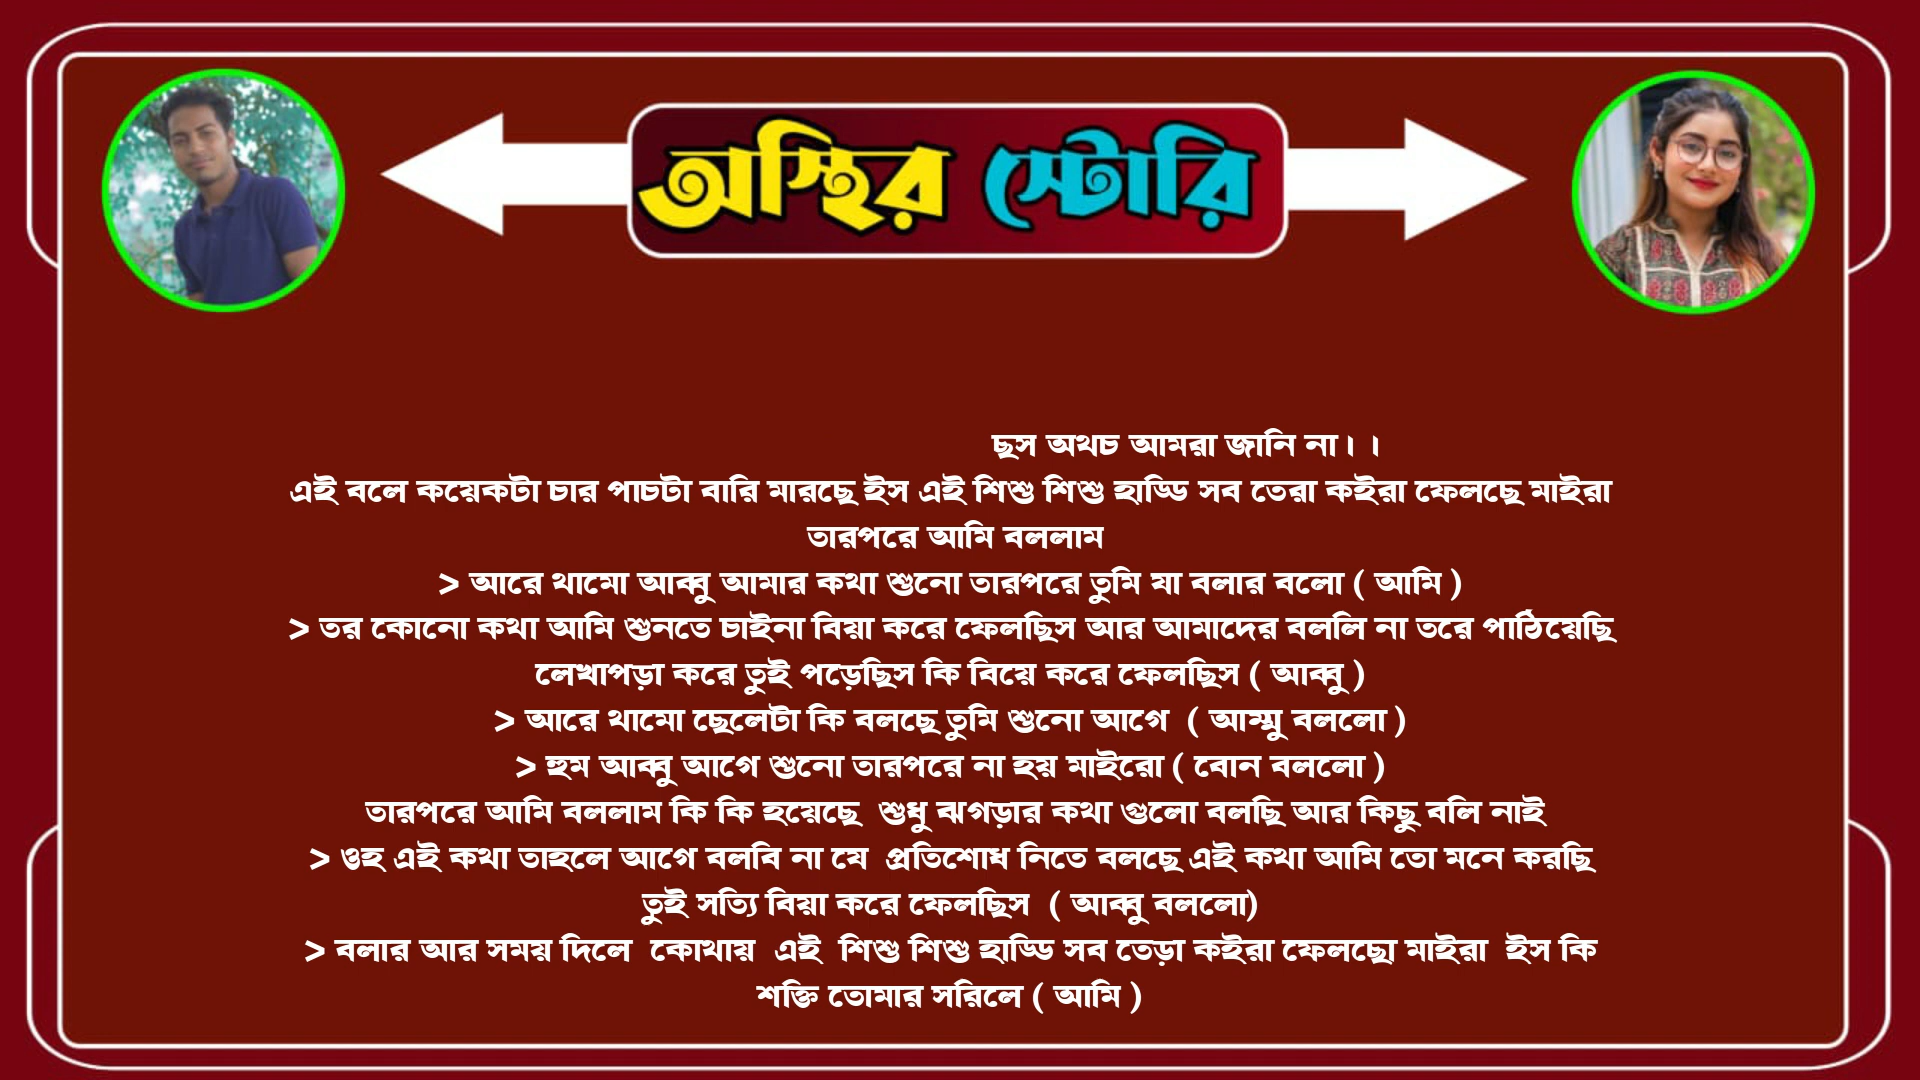 অস্থির স্টোরি
ছস অথচ আমরা জানি না। ।
এই বলে কয়েকটা চার পাচটা বারি মারছে ইস এই শিশু শিশু হাড্ডি সব তেরা কইরা ফেলছে মাইরা
তারপরে আমি বললাম
> আরে থামো আব্বু আমার কথা শুনো তারপরে তুমি যা বলার বলো ( আমি )
> তর কোনো কথা আমি শুনতে চাইনা বিয়া করে ফেলছিস আর আমাদের বললি না তরে পাঠিয়েছি
লেখাপড়া করে তুই পড়েছিস কি বিয়ে করে ফেলছিস ( আব্বু )
> আরে থামো ছেলেটা কি বলছে তুমি শুনো আগে ( আম্মু বললো )
> হুম আব্বু আগে শুনো তারপরে না হয় মাইরো ( বোন বললো )
তারপরে আমি বললাম কি কি হয়েছে শুধু ঝগড়ার কথা গুলো বলছি আর কিছু বলি নাই
> ওহ এই কথা তাহলে আগে বলবি না যে প্রতিশোধ নিতে বলছে এই কথা আমি তো মনে করছি
তুই সত্যি বিয়া করে ফেলছিস ( আব্বু বললো)
> বলার আর সময় দিলে কোথায় এই শিশু শিশু হাড্ডি সব তেড়া কইরা ফেলছো মাইরা ইস কি
শক্তি তোমার সরিলে ( আমি )